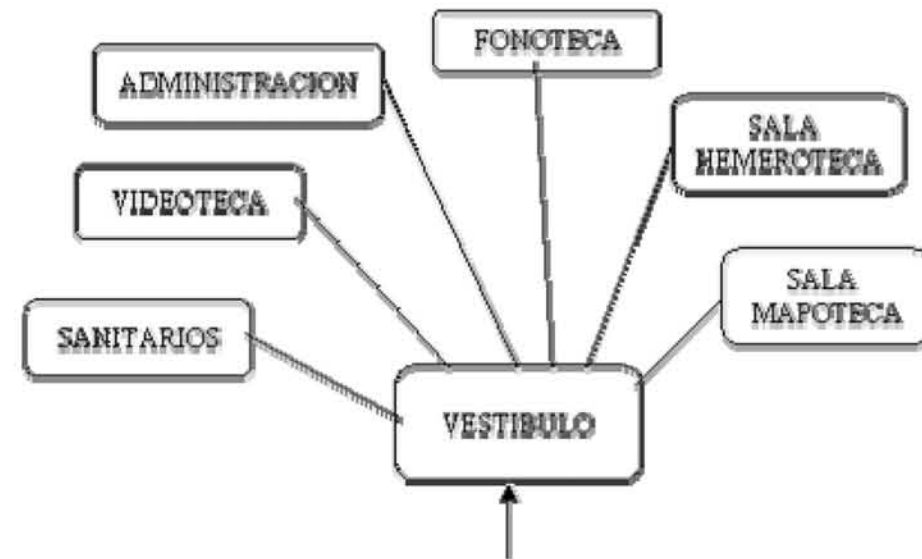 FONOTECA
ADMINISTRACION
SALA
HEMEROTECA
VIDEOTECA
SALA
MAPOTECA
SANITARIOS
VESTIBULO